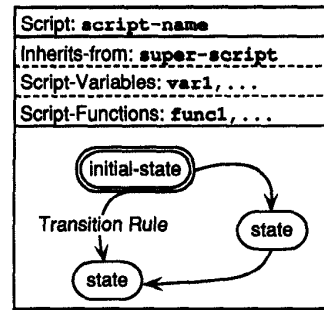 Script: script-name
Inherits-from: super-script
Script-Variables: var1,...
Script-Functions: func1,...
initial-state
Transition Rule
state
state